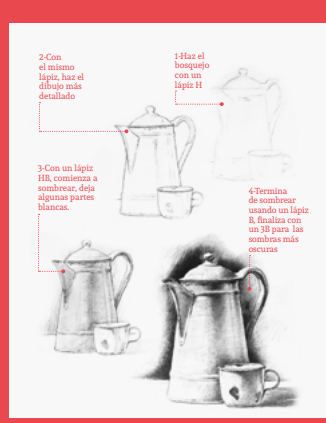 1-Haz el
bosquejo
con un
lápiz H
2-Con
el mismo
lápiz, haz el
dibujo más
detallado
3-Con un lápiz
HB, comienza a
sombrear, deja
algunas partes
blancas.
4-Termina
de sombrear
usando un lápiz
B, finaliza con
un 3B para las
sombras más
oscuras